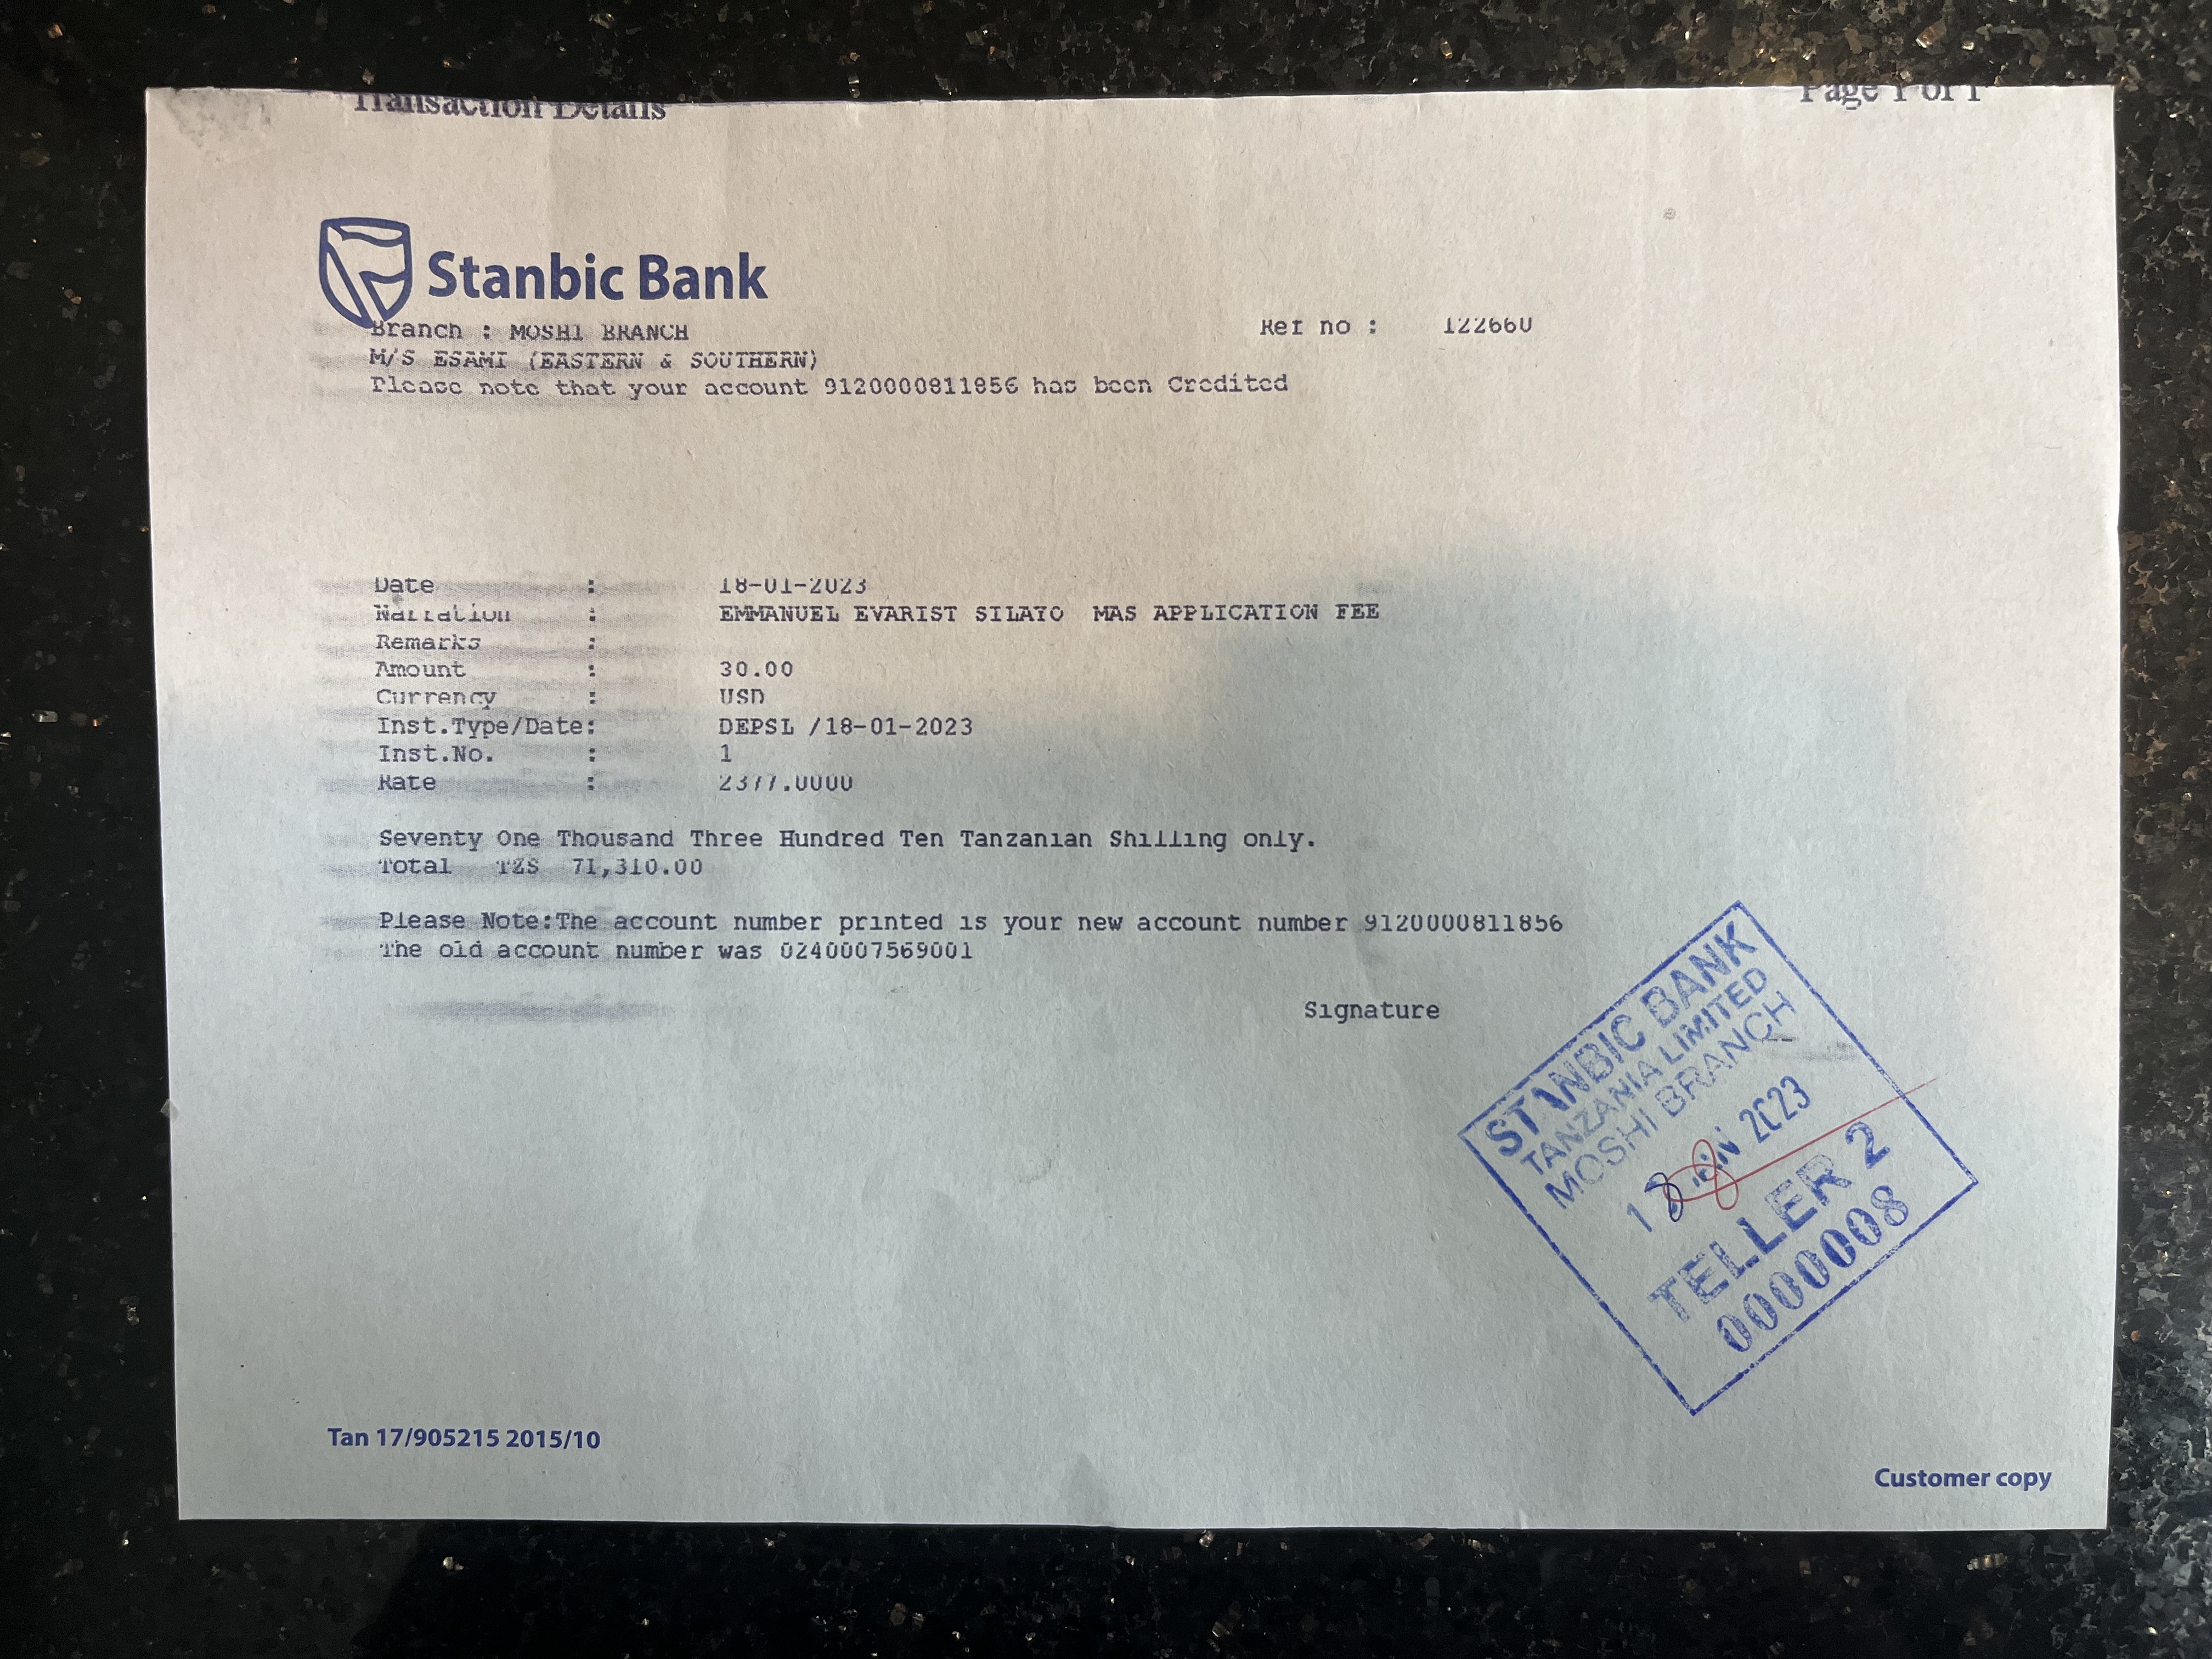 Transaction Details Page 1 of 1
Stanbic Bank
Branch : MOSHI BRANCH Ref no : 122660
M/S ESAMI (EASTERN & SOUTHERN)
Please note that your account 9120000811856 has been Credited
Date : 18-01-2023
Narration : EMMANUEL EVARIST SILAYO MAS APPLICATION FEE
Remarks :
Amount : 30.00
Currency : USD
Inst.Type/Date: DEPSL /18-01-2023
Inst.No. : 1
Rate : 2377.0000
Seventy One Thousand Three Hundred Ten Tanzanian Shilling only.
Total TZS 71,310.00
Please Note:The account number printed is your new account number 9120000811856
The old account number was 0240007569001
Signature
STANBIC BANK
TANZANIA LIMITED
MOSHI BRANCH
18 JAN 2023
TELLER 2
0000008
Tan 17/905215 2015/10
Customer copy